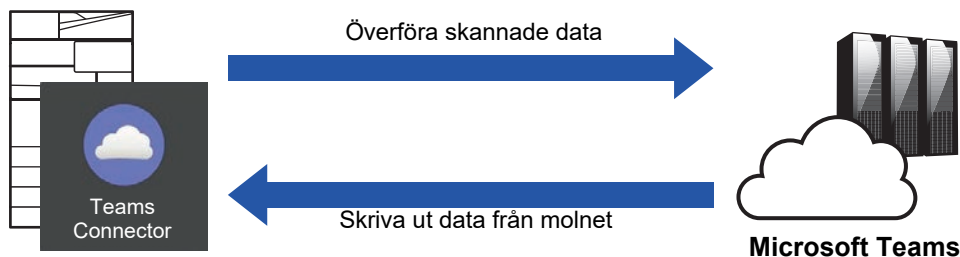 Överföra skannade data
Teams
Connector
Skriva ut data från molnet
Microsoft Teams